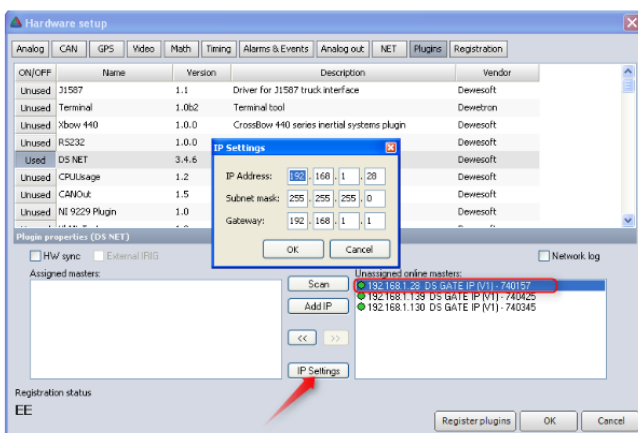 Hardware setup
Analog CAN GPS Video Math Timing Alarms & Events Analog out NET Plugins Registration
ON/OFF Name Version Description Vendor
Unused J1587 1.1 Driver for J1587 truck interface Dewesoft
Unused Terminal 1.0b2 Terminal tool Dewetron
Unused Xbow 440 1.0.0 CrossBow 440 series inertial systems plugin Dewesoft
Unused RS232 1.0.0 Dewesoft
Used DS NET 3.4.6 Dewesoft
Unused CPUUsage 1.2 Dewesoft
Unused CANOut 1.5 Dewesoft
Unused NI 9229 Plugin 1.0 Dewesoft
IP Settings
IP Address: 192 . 168 . 1 . 28
Subnet mask: 255 . 255 . 255 . 0
Gateway: 192 . 168 . 1 . 1
OK Cancel
Plugin properties (DS NET)
HW sync External IRIG Network log
Assigned masters: Unassigned online masters:
Scan
Add IP
<< >>
IP Settings
192.168.1.28 DS GATE IP (V1) - 740157
192.168.1.139 DS GATE IP (V1) - 740425
192.168.1.130 DS GATE IP (V1) - 740345
Registration status
EE
Register plugins OK Cancel